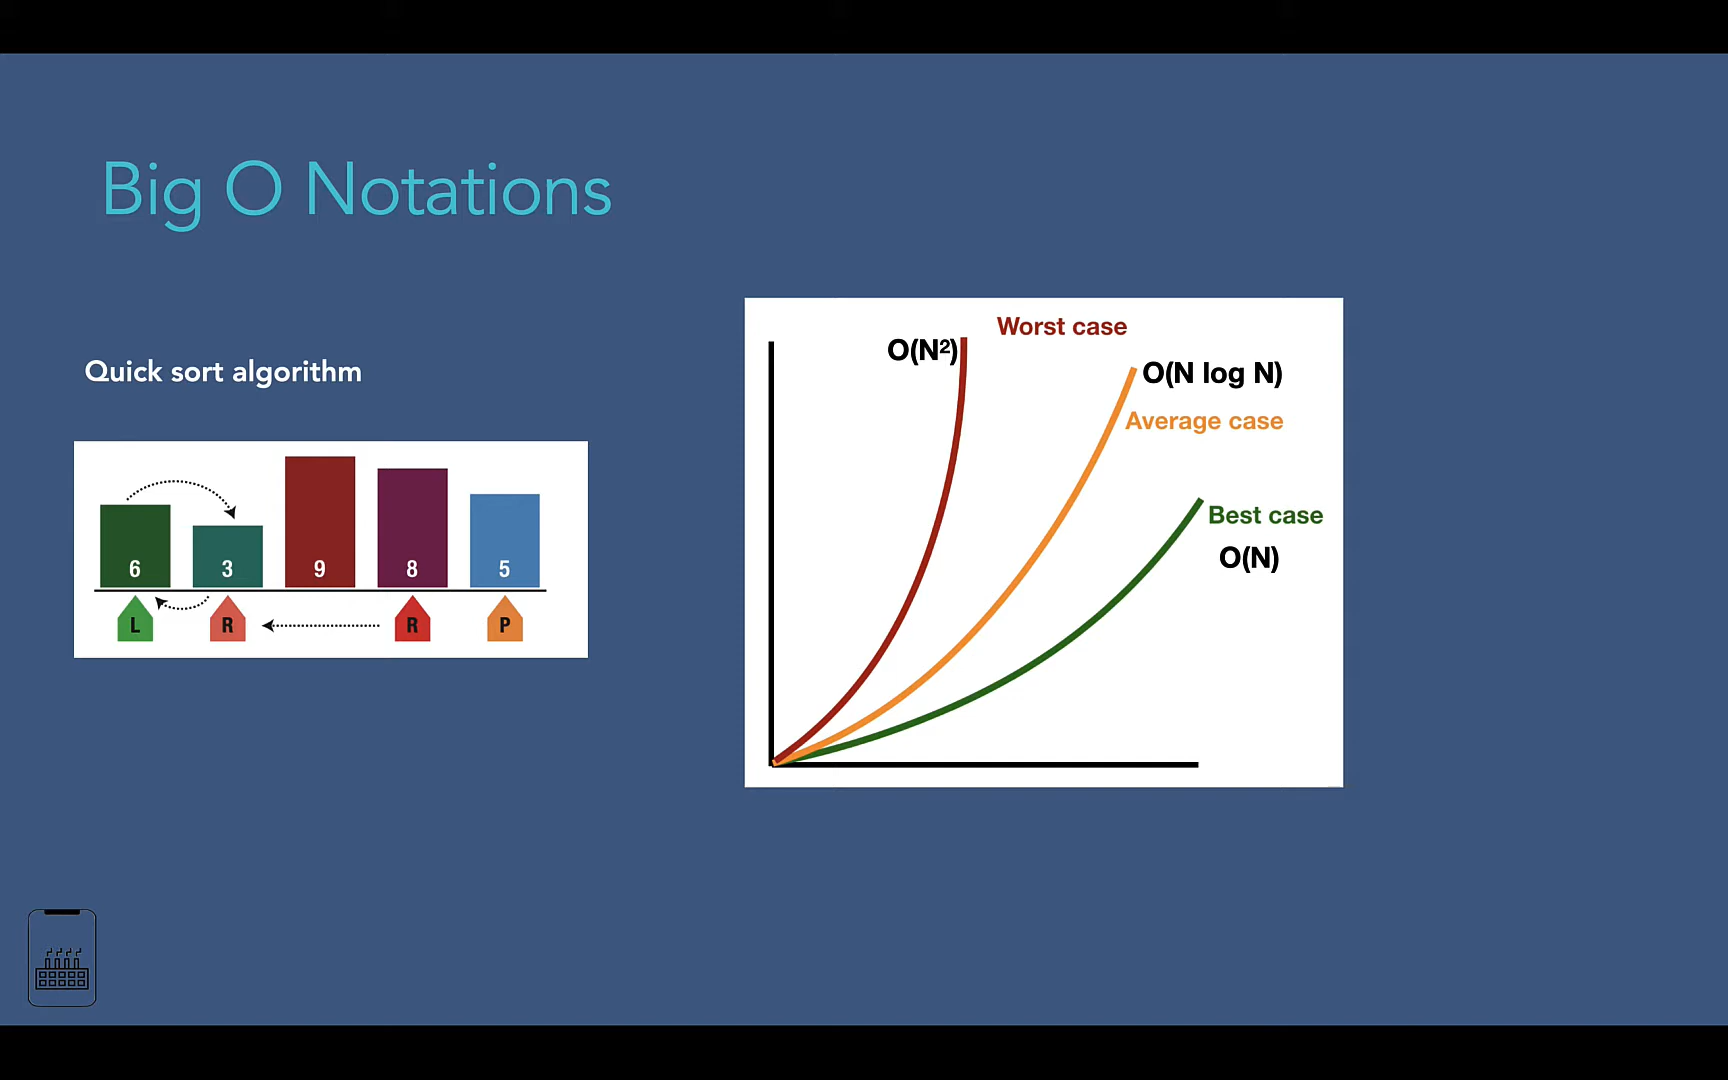 Big O Notations
Quick sort algorithm
6 3 9 8 5
L R R P
Worst case
O(N²)
O(N log N)
Average case
Best case
O(N)